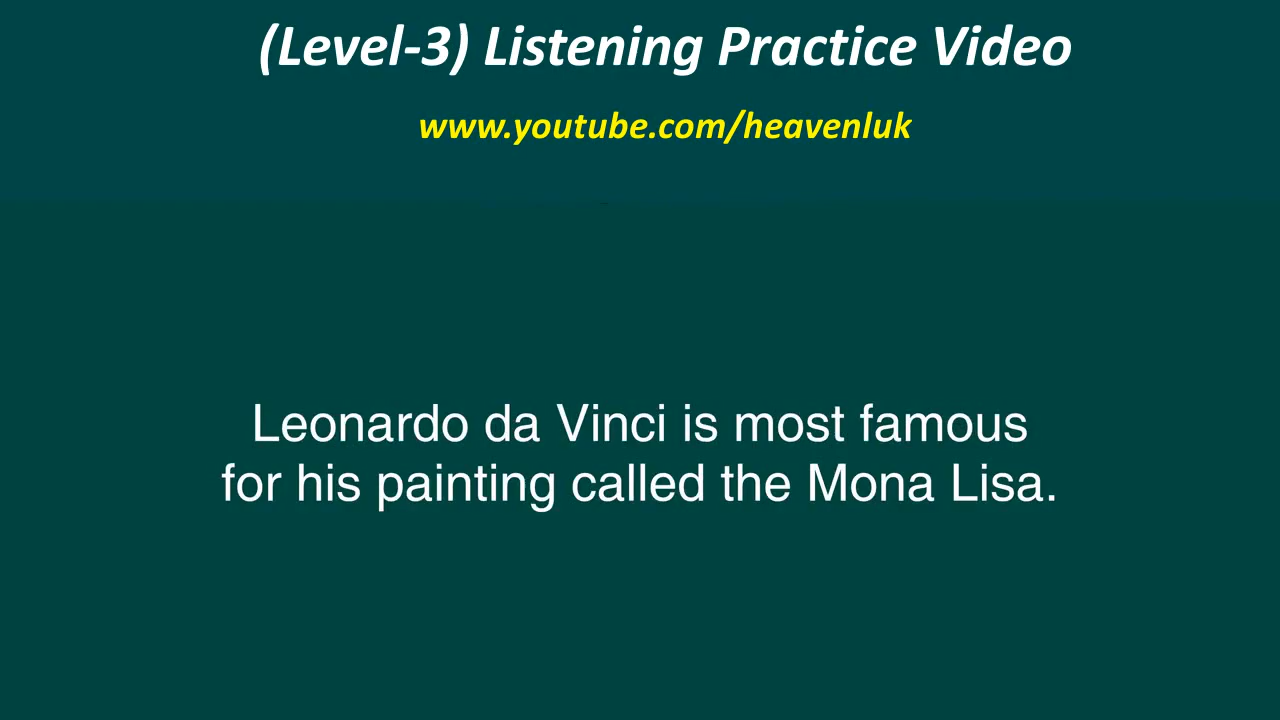 (Level-3) Listening Practice Video
www.youtube.com/heavenluk
Leonardo da Vinci is most famous
for his painting called the Mona Lisa.